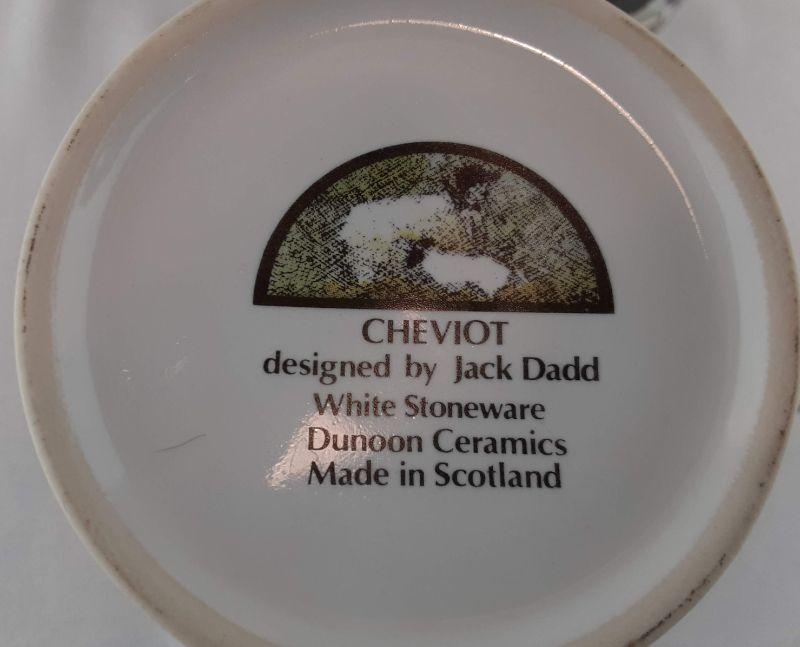 CHEVIOT
designed by Jack Dadd
White Stoneware
Dunoon Ceramics
Made in Scotland